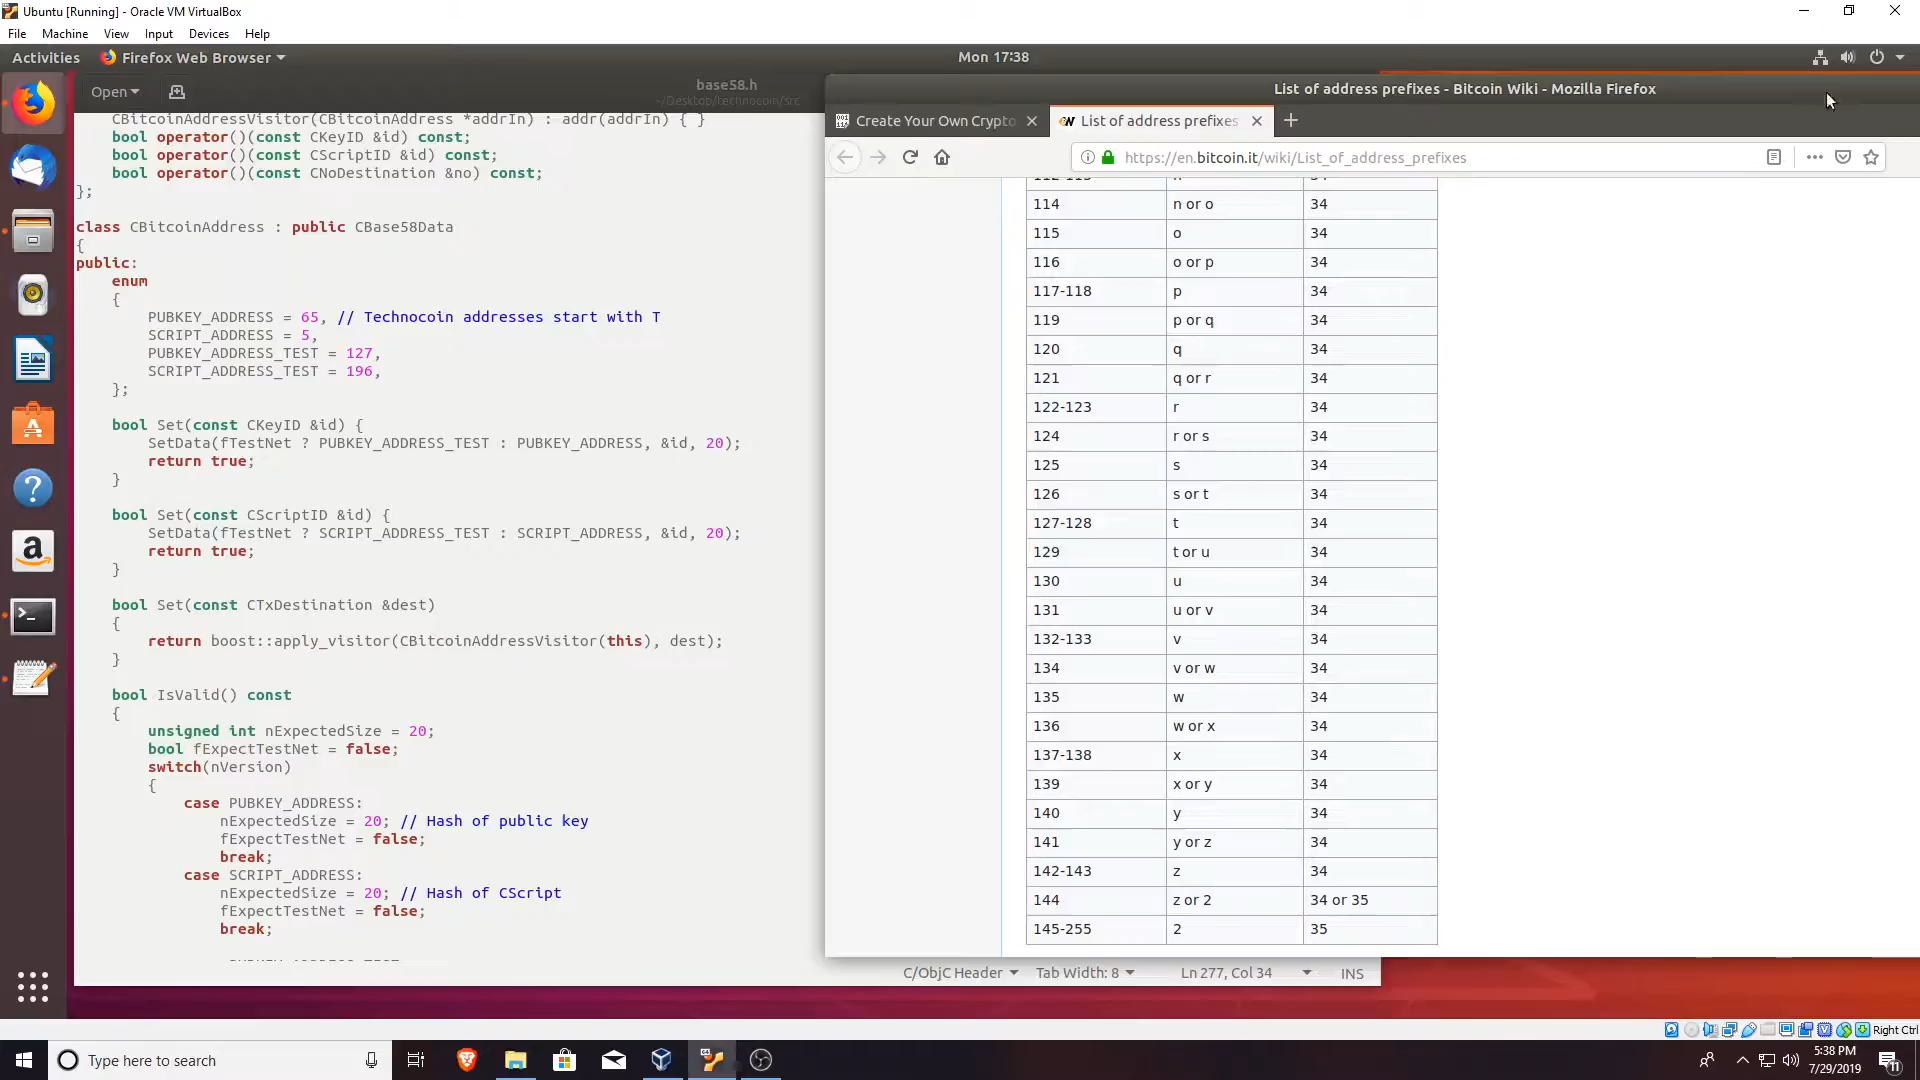 Ubuntu [Running] - Oracle VM VirtualBox
File Machine View Input Devices Help
Activities Firefox Web Browser Mon 17:38
Open base58.h
~/Desktop/technocoin/src
CBitcoinAddressVisitor(CBitcoinAddress *addrIn) : addr(addrIn) { }
bool operator()(const CKeyID &id) const;
bool operator()(const CScriptID &id) const;
bool operator()(const CNoDestination &no) const;
};
class CBitcoinAddress : public CBase58Data
{
public:
enum
{
PUBKEY_ADDRESS = 65, // Technocoin addresses start with T
SCRIPT_ADDRESS = 5,
PUBKEY_ADDRESS_TEST = 127,
SCRIPT_ADDRESS_TEST = 196,
};
bool Set(const CKeyID &id) {
SetData(fTestNet ? PUBKEY_ADDRESS_TEST : PUBKEY_ADDRESS, &id, 20);
return true;
}
bool Set(const CScriptID &id) {
SetData(fTestNet ? SCRIPT_ADDRESS_TEST : SCRIPT_ADDRESS, &id, 20);
return true;
}
bool Set(const CTxDestination &dest)
{
return boost::apply_visitor(CBitcoinAddressVisitor(this), dest);
}
bool IsValid() const
{
unsigned int nExpectedSize = 20;
bool fExpectTestNet = false;
switch(nVersion)
{
case PUBKEY_ADDRESS:
nExpectedSize = 20; // Hash of public key
fExpectTestNet = false;
break;
case SCRIPT_ADDRESS:
nExpectedSize = 20; // Hash of CScript
fExpectTestNet = false;
break;
C/ObjC Header Tab Width: 8 Ln 277, Col 34 INS
List of address prefixes - Bitcoin Wiki - Mozilla Firefox
Create Your Own Crypto List of address prefixes
https://en.bitcoin.it/wiki/List_of_address_prefixes
114 n or o 34
115 o 34
116 o or p 34
117-118 p 34
119 p or q 34
120 q 34
121 q or r 34
122-123 r 34
124 r or s 34
125 s 34
126 s or t 34
127-128 t 34
129 t or u 34
130 u 34
131 u or v 34
132-133 v 34
134 v or w 34
135 w 34
136 w or x 34
137-138 x 34
139 x or y 34
140 y 34
141 y or z 34
142-143 z 34
144 z or 2 34 or 35
145-255 2 35
Right Ctrl
Type here to search
5:38 PM
7/29/2019
11